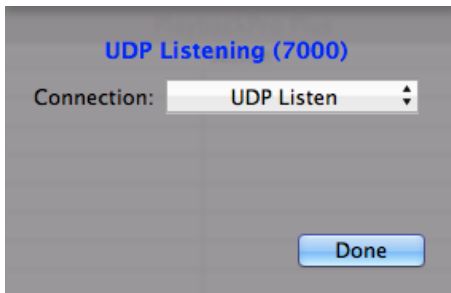 UDP Listening (7000)
Connection: UDP Listen
Done